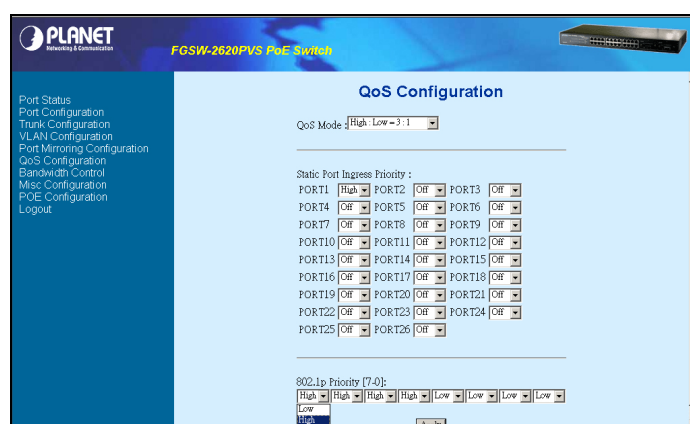 PLANET
Networking & Communication
FGSW-2620PVS PoE Switch
Port Status
Port Configuration
Trunk Configuration
VLAN Configuration
Port Mirroring Configuration
QoS Configuration
Bandwidth Control
Misc Configuration
POE Configuration
Logout
QoS Configuration
QoS Mode : High : Low = 3 : 1
Static Port Ingress Priority :
PORT1 High PORT2 Off PORT3 Off
PORT4 Off PORT5 Off PORT6 Off
PORT7 Off PORT8 Off PORT9 Off
PORT10 Off PORT11 Off PORT12 Off
PORT13 Off PORT14 Off PORT15 Off
PORT16 Off PORT17 Off PORT18 Off
PORT19 Off PORT20 Off PORT21 Off
PORT22 Off PORT23 Off PORT24 Off
PORT25 Off PORT26 Off
802.1p Priority [7-0]:
High High High High Low Low Low Low
Low
High